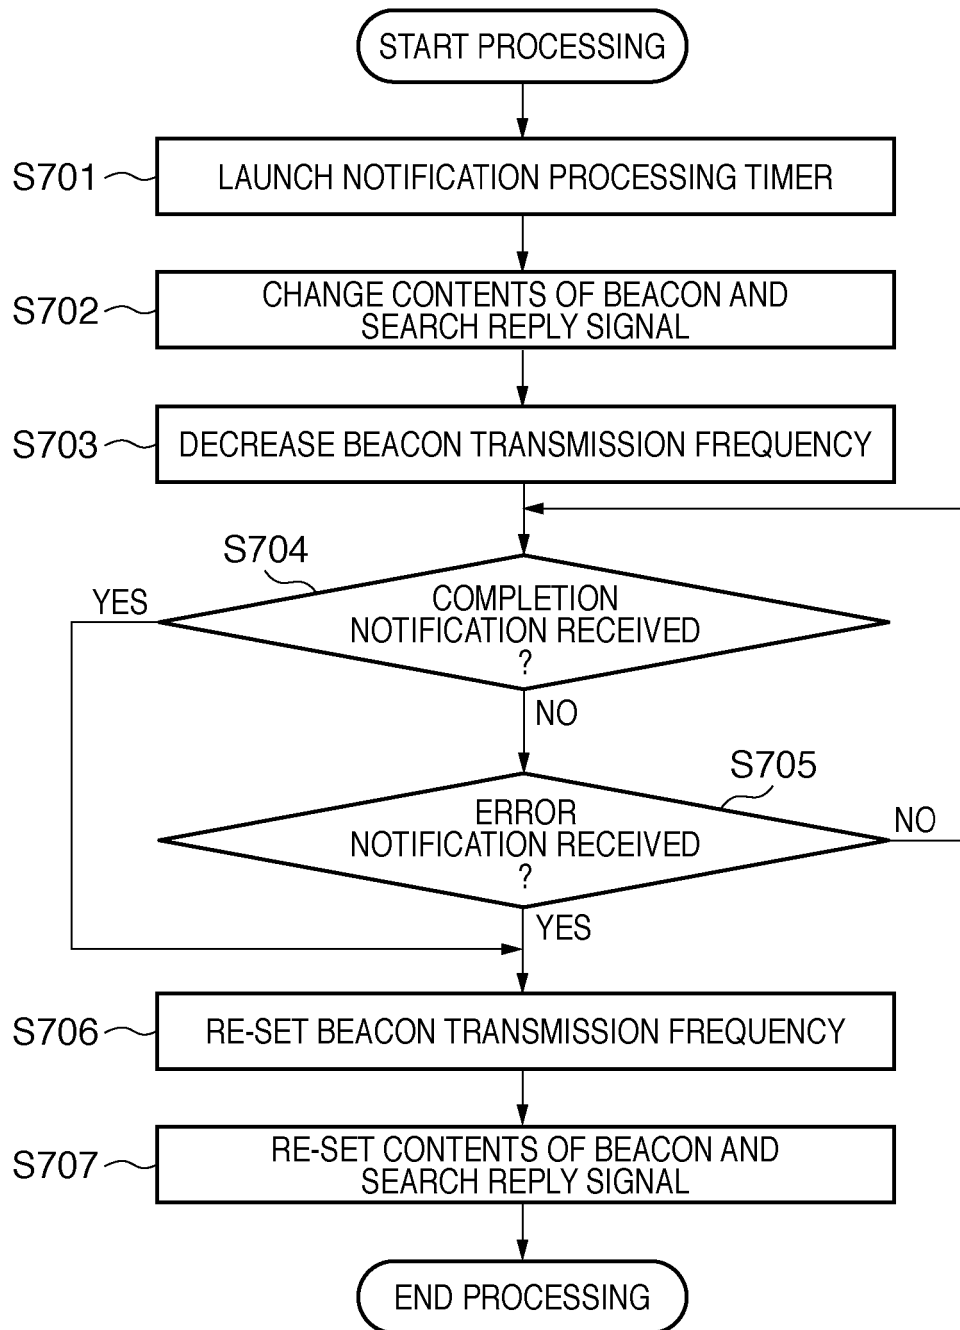 START PROCESSING
S701
LAUNCH NOTIFICATION PROCESSING TIMER
S702
CHANGE CONTENTS OF BEACON AND
SEARCH REPLY SIGNAL
S703
DECREASE BEACON TRANSMISSION FREQUENCY
S704
YES
COMPLETION
NOTIFICATION RECEIVED
?
NO
S705
ERROR
NOTIFICATION RECEIVED
?
NO
YES
S706
RE-SET BEACON TRANSMISSION FREQUENCY
S707
RE-SET CONTENTS OF BEACON AND
SEARCH REPLY SIGNAL
END PROCESSING